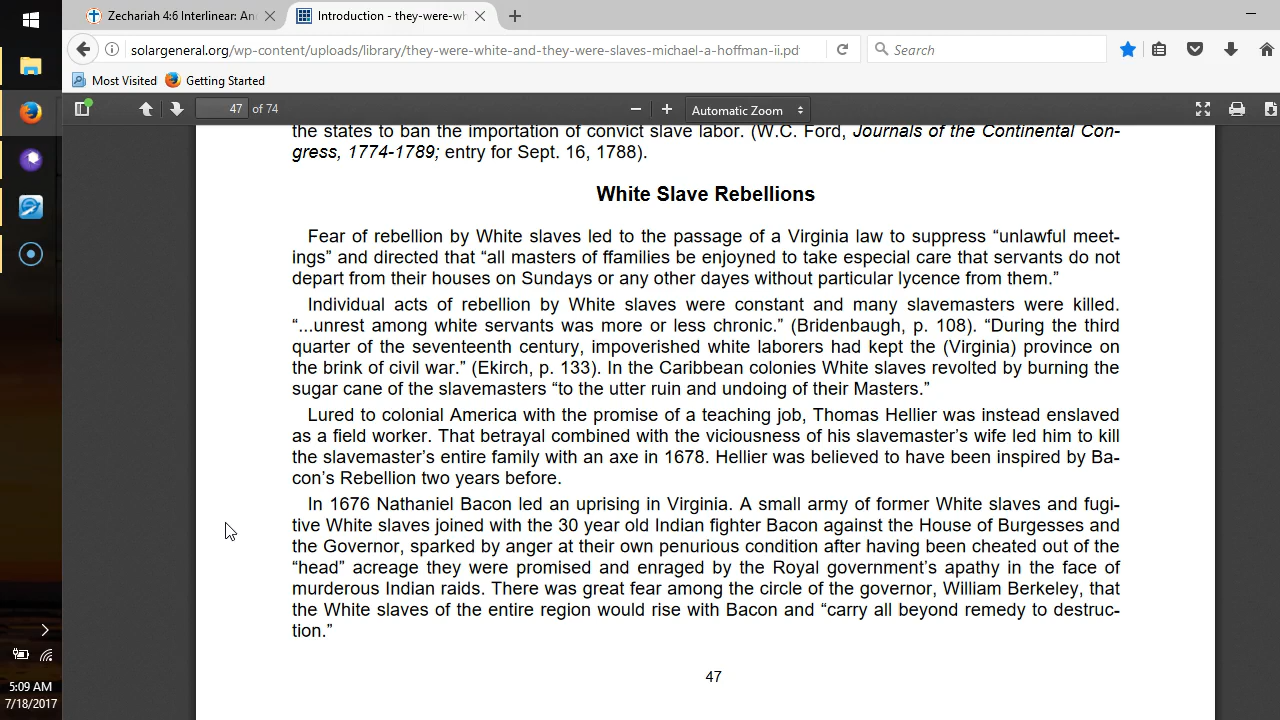 Zechariah 4:6 Interlinear: An
Introduction - they-were-wh
solargeneral.org/wp-content/uploads/library/they-were-white-and-they-were-slaves-michael-a-hoffman-ii.pd
Search
Most Visited
Getting Started
47 of 74
Automatic Zoom
the states to ban the importation of convict slave labor. (W.C. Ford, Journals of the Continental Con-
gress, 1774-1789; entry for Sept. 16, 1788).
White Slave Rebellions
Fear of rebellion by White slaves led to the passage of a Virginia law to suppress “unlawful meet-
ings” and directed that “all masters of ffamilies be enjoyned to take especial care that servants do not
depart from their houses on Sundays or any other dayes without particular lycence from them.”
Individual acts of rebellion by White slaves were constant and many slavemasters were killed.
“...unrest among white servants was more or less chronic.” (Bridenbaugh, p. 108). “During the third
quarter of the seventeenth century, impoverished white laborers had kept the (Virginia) province on
the brink of civil war.” (Ekirch, p. 133). In the Caribbean colonies White slaves revolted by burning the
sugar cane of the slavemasters “to the utter ruin and undoing of their Masters.”
Lured to colonial America with the promise of a teaching job, Thomas Hellier was instead enslaved
as a field worker. That betrayal combined with the viciousness of his slavemaster’s wife led him to kill
the slavemaster’s entire family with an axe in 1678. Hellier was believed to have been inspired by Ba-
con’s Rebellion two years before.
In 1676 Nathaniel Bacon led an uprising in Virginia. A small army of former White slaves and fugi-
tive White slaves joined with the 30 year old Indian fighter Bacon against the House of Burgesses and
the Governor, sparked by anger at their own penurious condition after having been cheated out of the
“head” acreage they were promised and enraged by the Royal government’s apathy in the face of
murderous Indian raids. There was great fear among the circle of the governor, William Berkeley, that
the White slaves of the entire region would rise with Bacon and “carry all beyond remedy to destruc-
tion.”
47
5:09 AM
7/18/2017